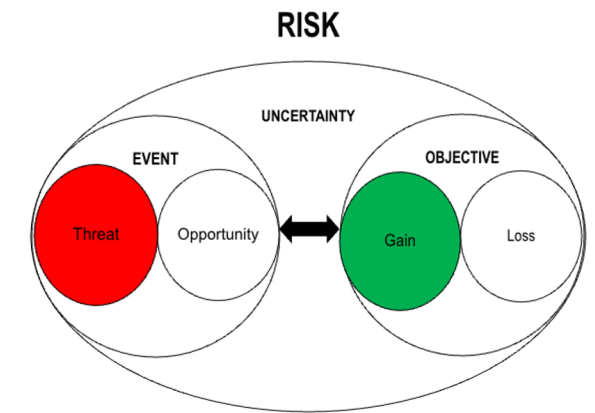 RISK
UNCERTAINTY
EVENT
OBJECTIVE
Threat
Opportunity
Gain
Loss